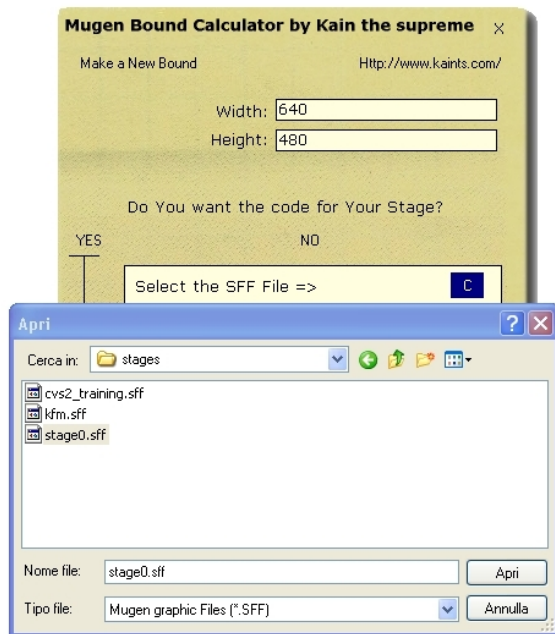 Mugen Bound Calculator by Kain the supreme X
Make a New Bound Http://www.kaints.com/
Width: 640
Height: 480
Do You want the code for Your Stage?
YES NO
Select the SFF File => C
Apri
Cerca in: stages
cvs2_training.sff
kfm.sff
stage0.sff
Nome file: stage0.sff Apri
Tipo file: Mugen graphic Files (*.SFF) Annulla